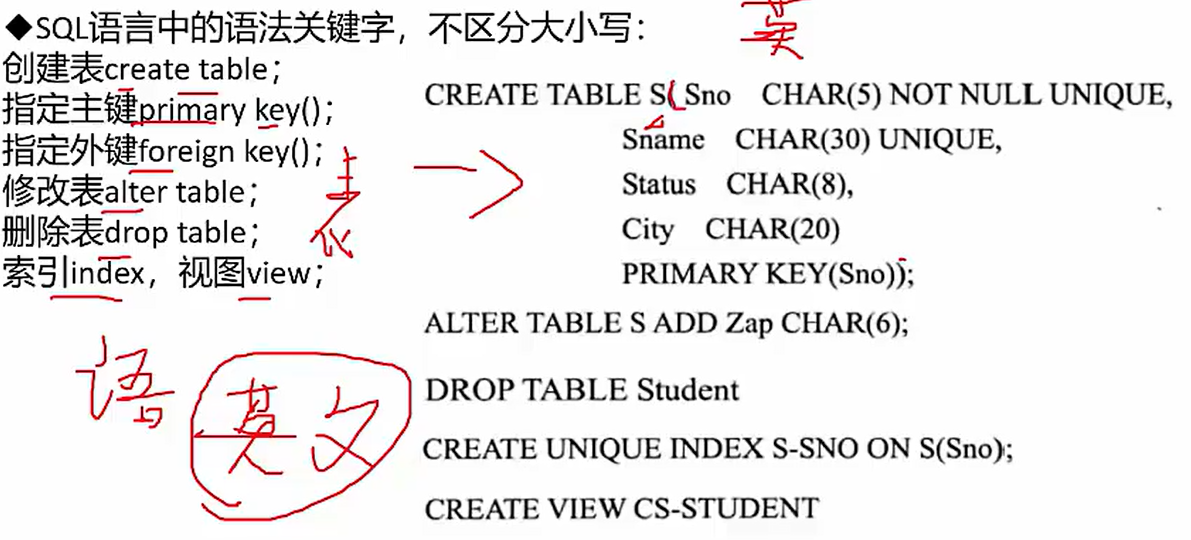 ◆SQL语言中的语法关键字，不区分大小写：
创建表create table；
指定主键primary key();
指定外键foreign key();
修改表alter table；
删除表drop table；
索引index，视图view；
语
英文
CREATE TABLE S( Sno CHAR(5) NOT NULL UNIQUE,
Sname CHAR(30) UNIQUE,
Status CHAR(8),
City CHAR(20)
PRIMARY KEY(Sno));
ALTER TABLE S ADD Zap CHAR(6);
DROP TABLE Student
CREATE UNIQUE INDEX S-SNO ON S(Sno);
CREATE VIEW CS-STUDENT